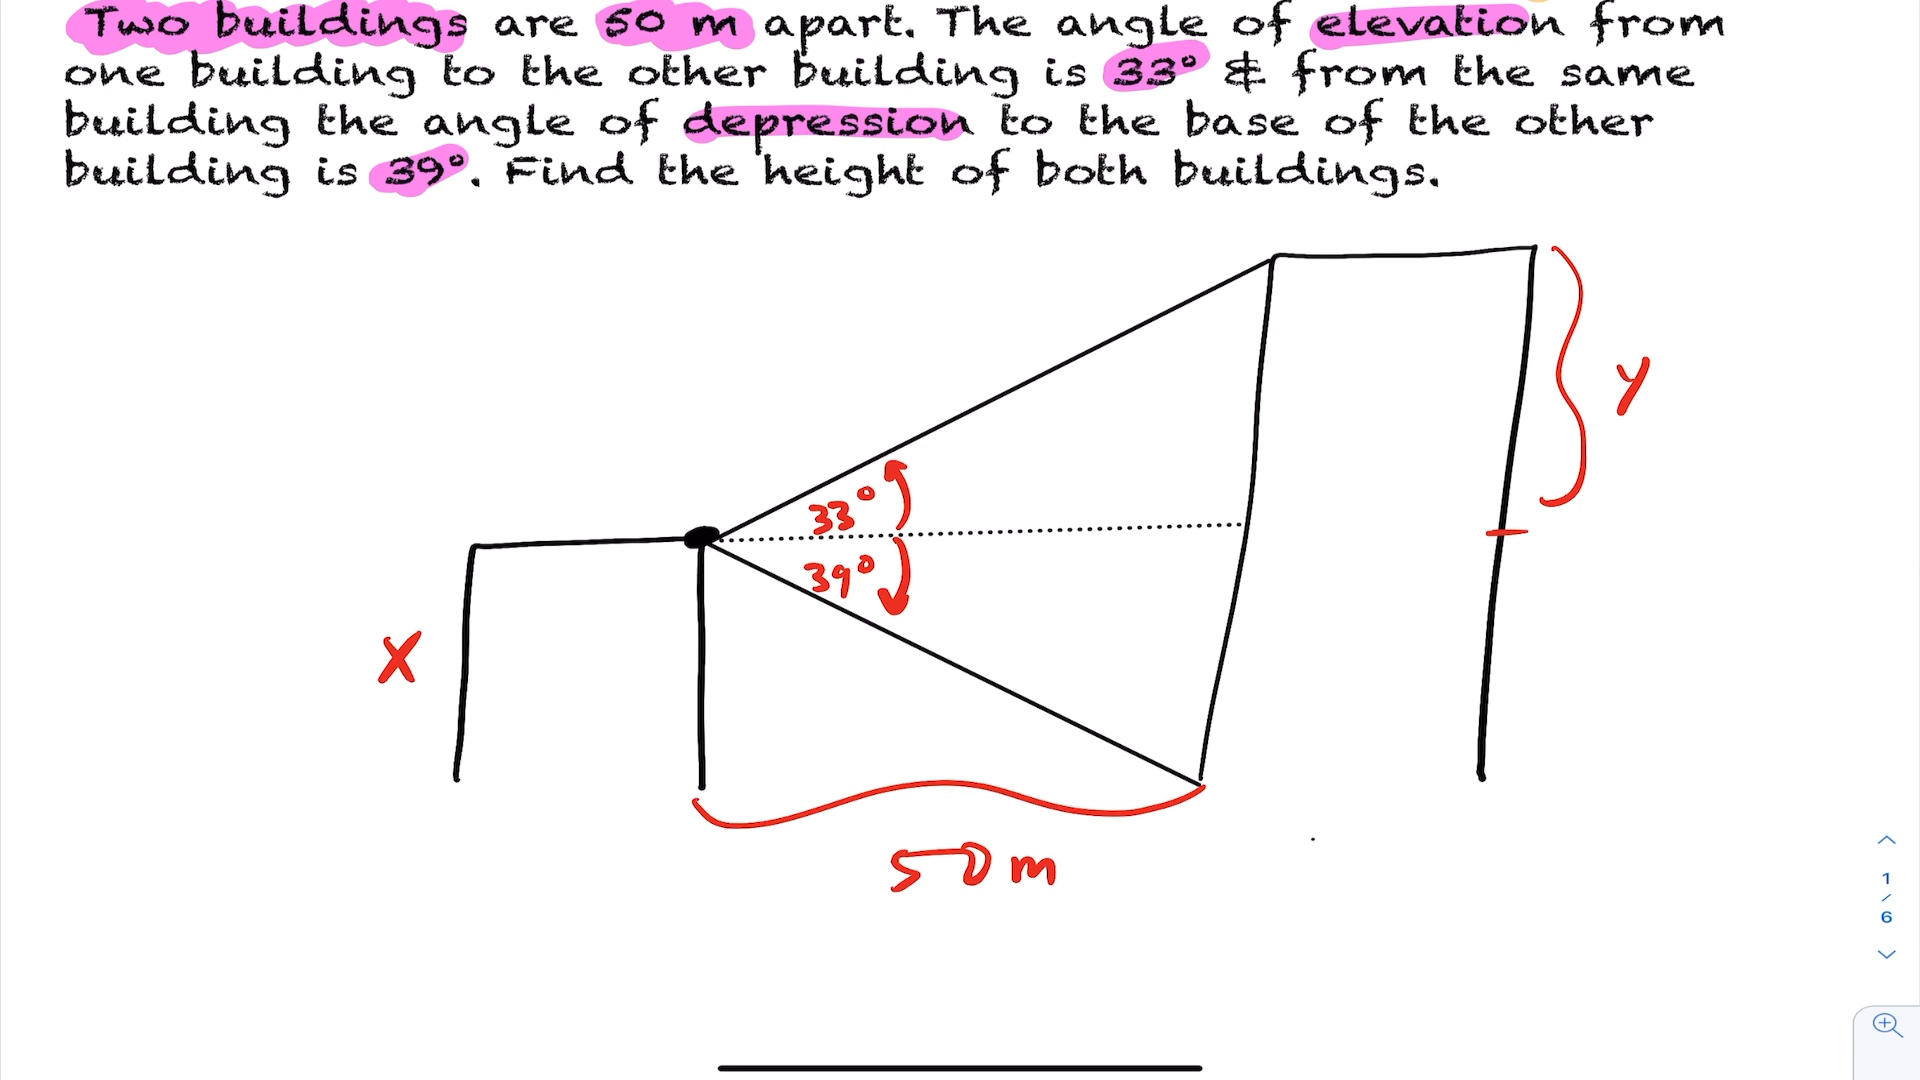 Two buildings are 50 m apart. The angle of elevation from
one building to the other building is 33° & from the same
building the angle of depression to the base of the other
building is 39°. Find the height of both buildings.
y
33°
39°
x
50 m
1
/
6